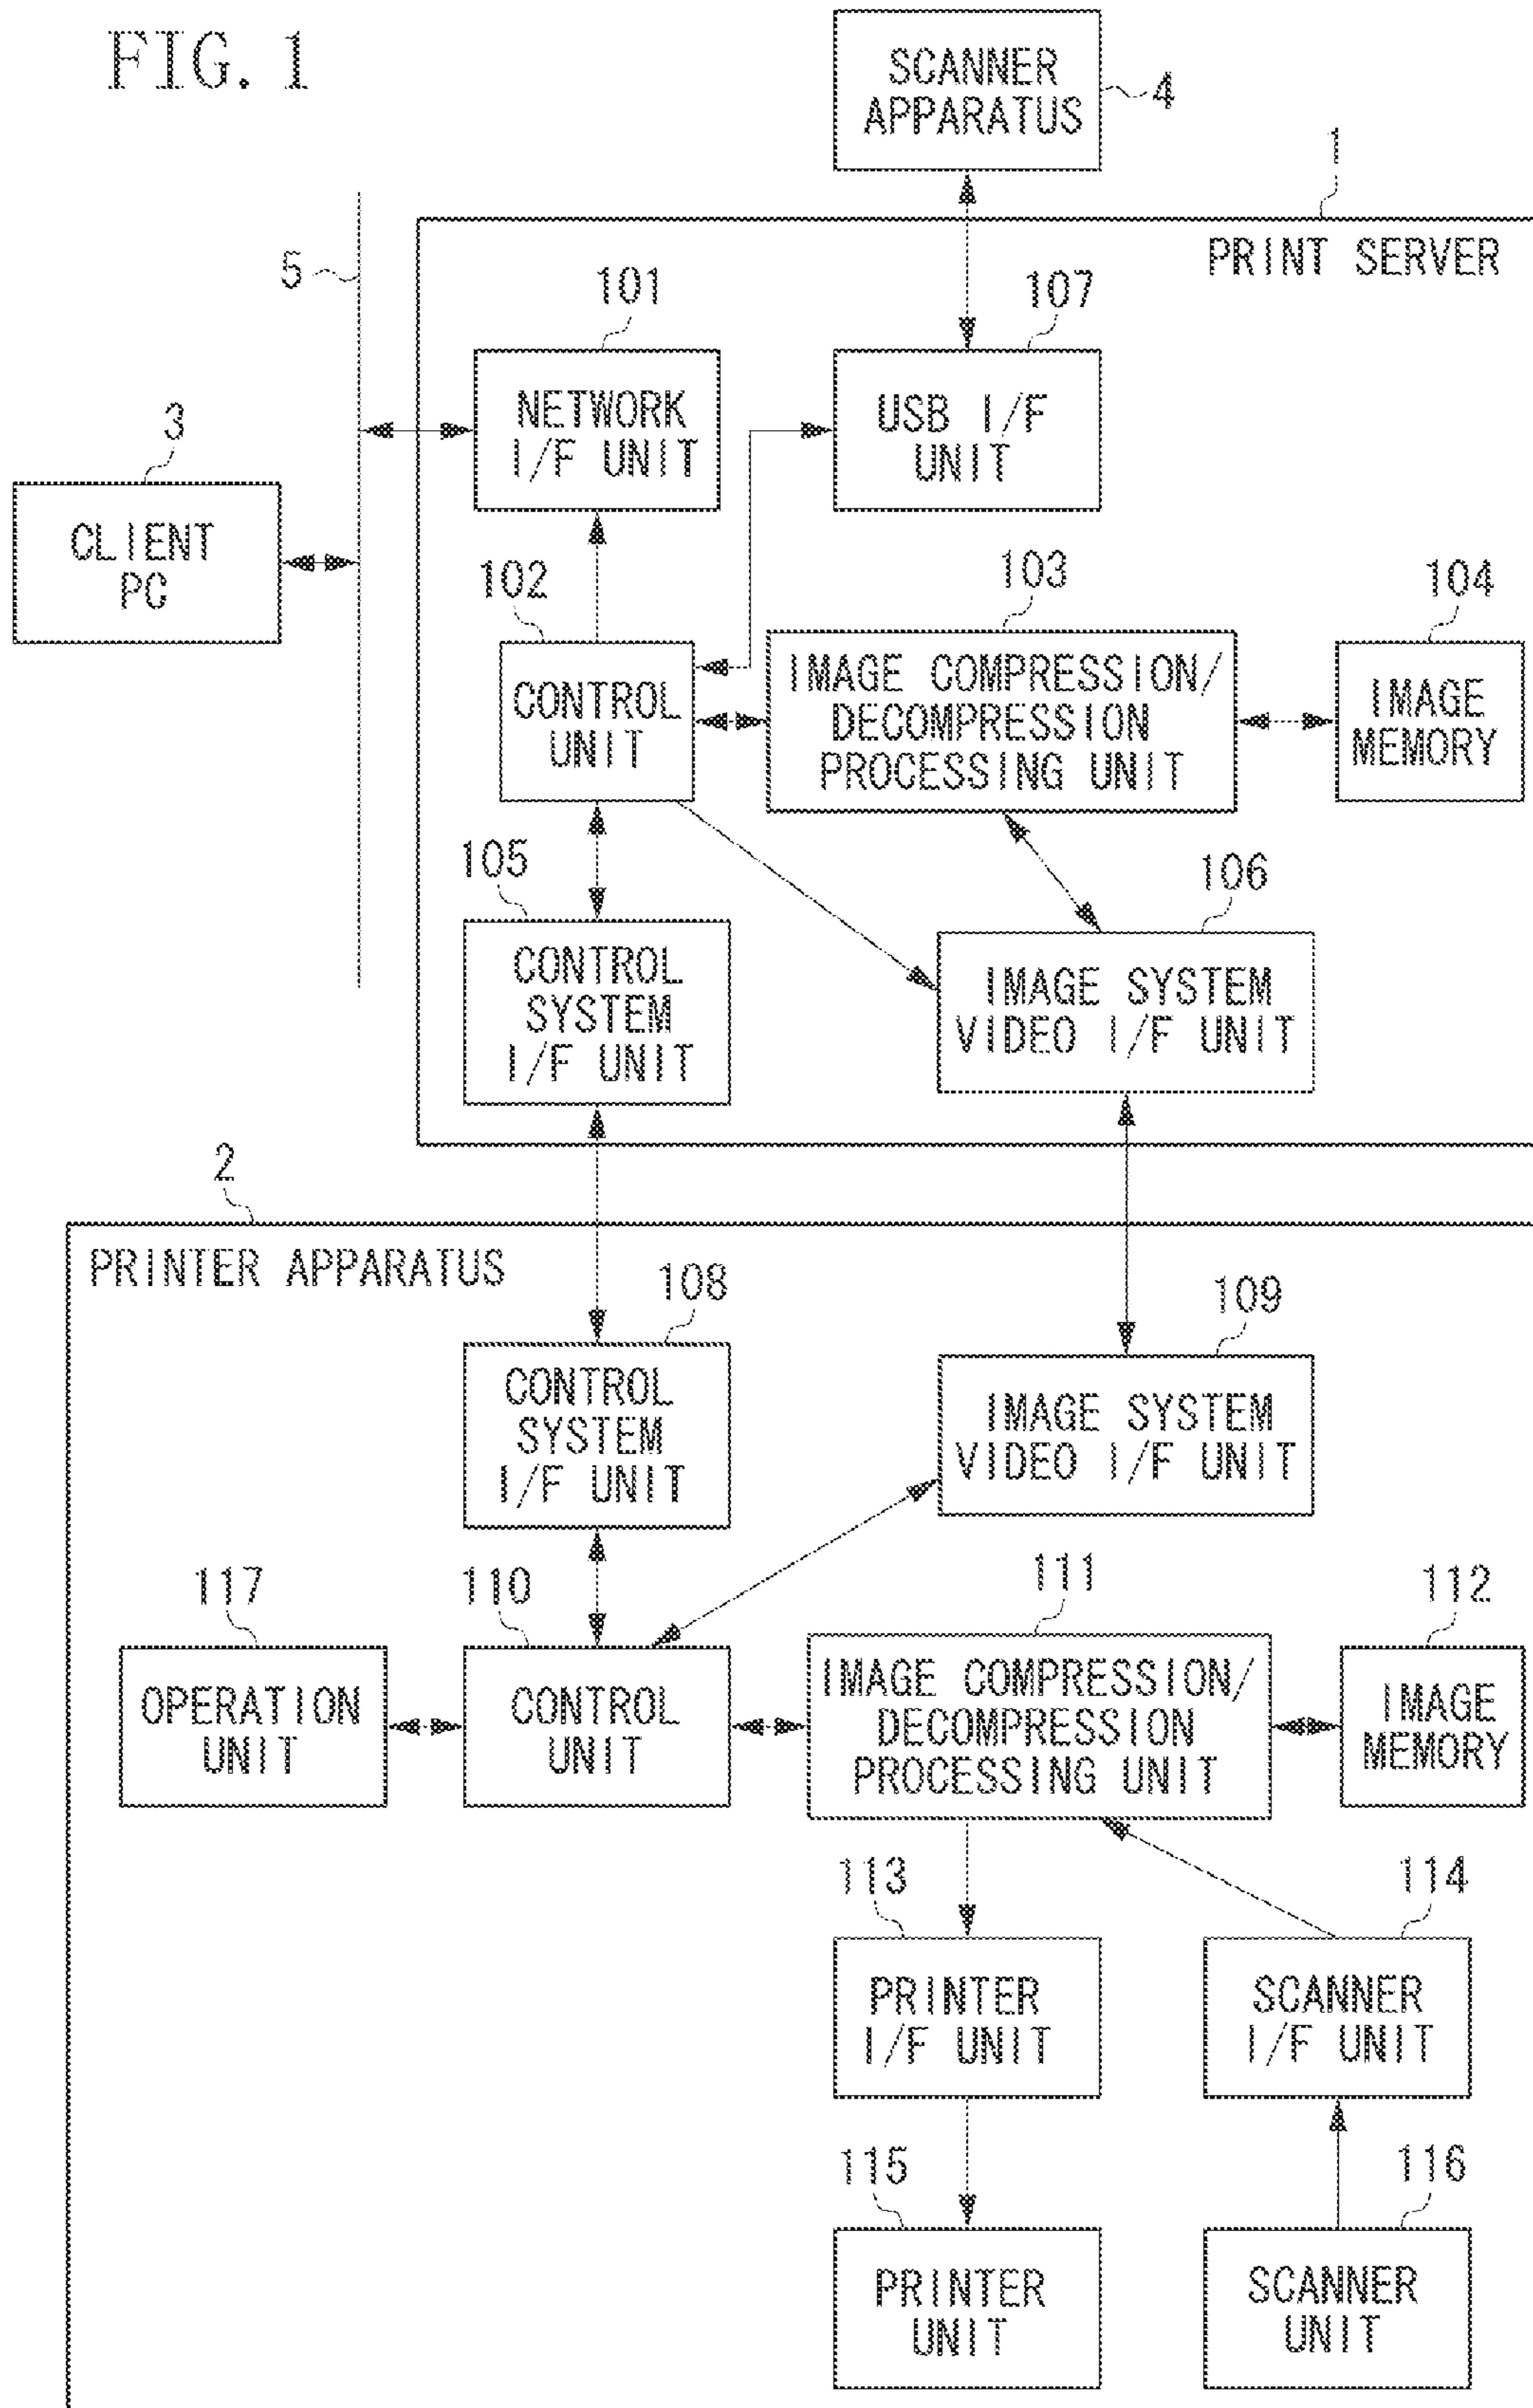 FIG. 1
SCANNER
APPARATUS
4
1
PRINT SERVER
5
101
107
NETWORK
I/F UNIT
USB I/F
UNIT
3
CLIENT
PC
102
103
104
CONTROL
UNIT
IMAGE COMPRESSION/
DECOMPRESSION
PROCESSING UNIT
IMAGE
MEMORY
105
106
CONTROL
SYSTEM
I/F UNIT
IMAGE SYSTEM
VIDEO I/F UNIT
2
PRINTER APPARATUS
108
109
CONTROL
SYSTEM
I/F UNIT
IMAGE SYSTEM
VIDEO I/F UNIT
117
110
111
112
OPERATION
UNIT
CONTROL
UNIT
IMAGE COMPRESSION/
DECOMPRESSION
PROCESSING UNIT
IMAGE
MEMORY
113
114
PRINTER
I/F UNIT
SCANNER
I/F UNIT
115
116
PRINTER
UNIT
SCANNER
UNIT